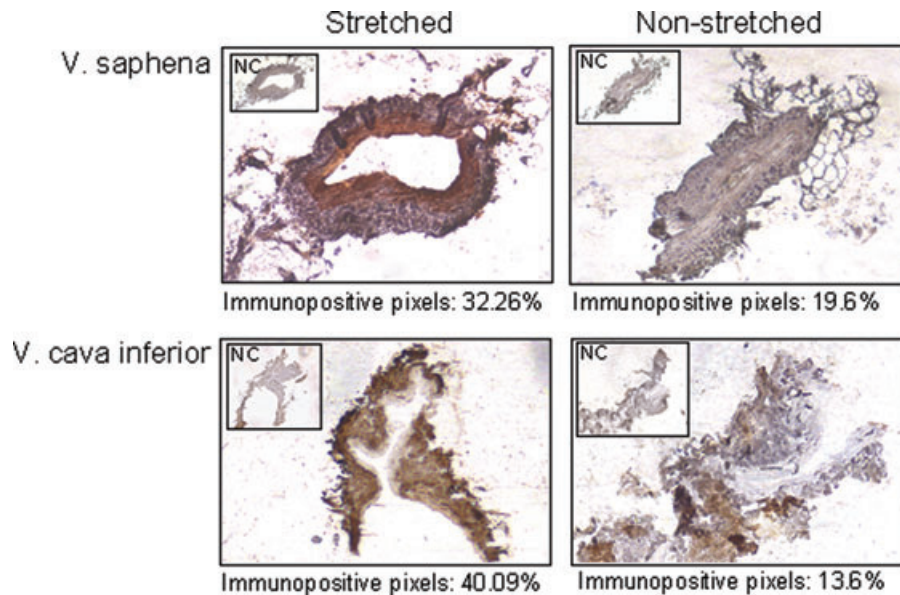 Stretched
Non-stretched
V. saphena
NC
NC
Immunopositive pixels: 32.26%
Immunopositive pixels: 19.6%
V. cava inferior
NC
NC
Immunopositive pixels: 40.09%
Immunopositive pixels: 13.6%